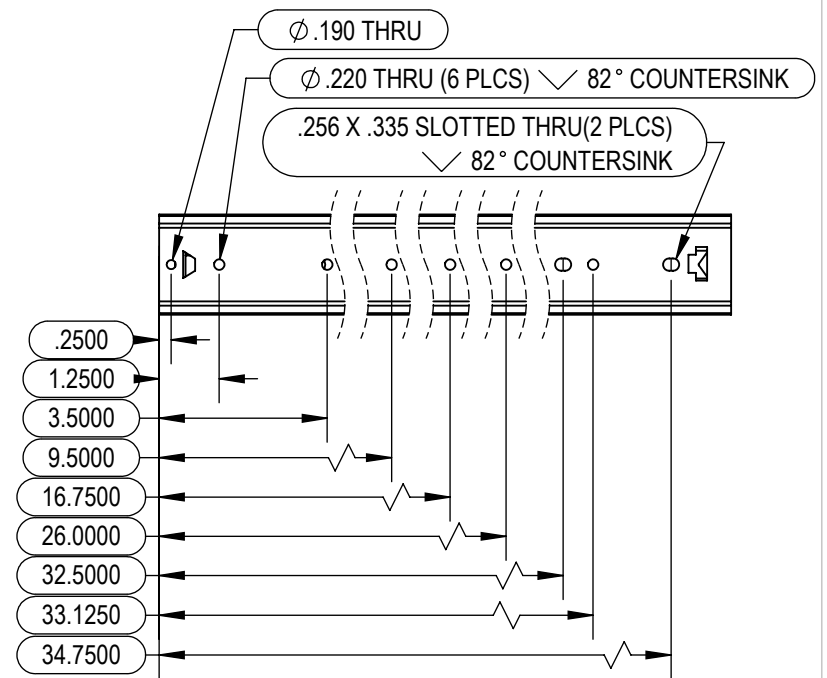 ∅ .190 THRU
∅ .220 THRU (6 PLCS) ⌵ 82° COUNTERSINK
.256 X .335 SLOTTED THRU(2 PLCS)
⌵ 82° COUNTERSINK
.2500
1.2500
3.5000
9.5000
16.7500
26.0000
32.5000
33.1250
34.7500